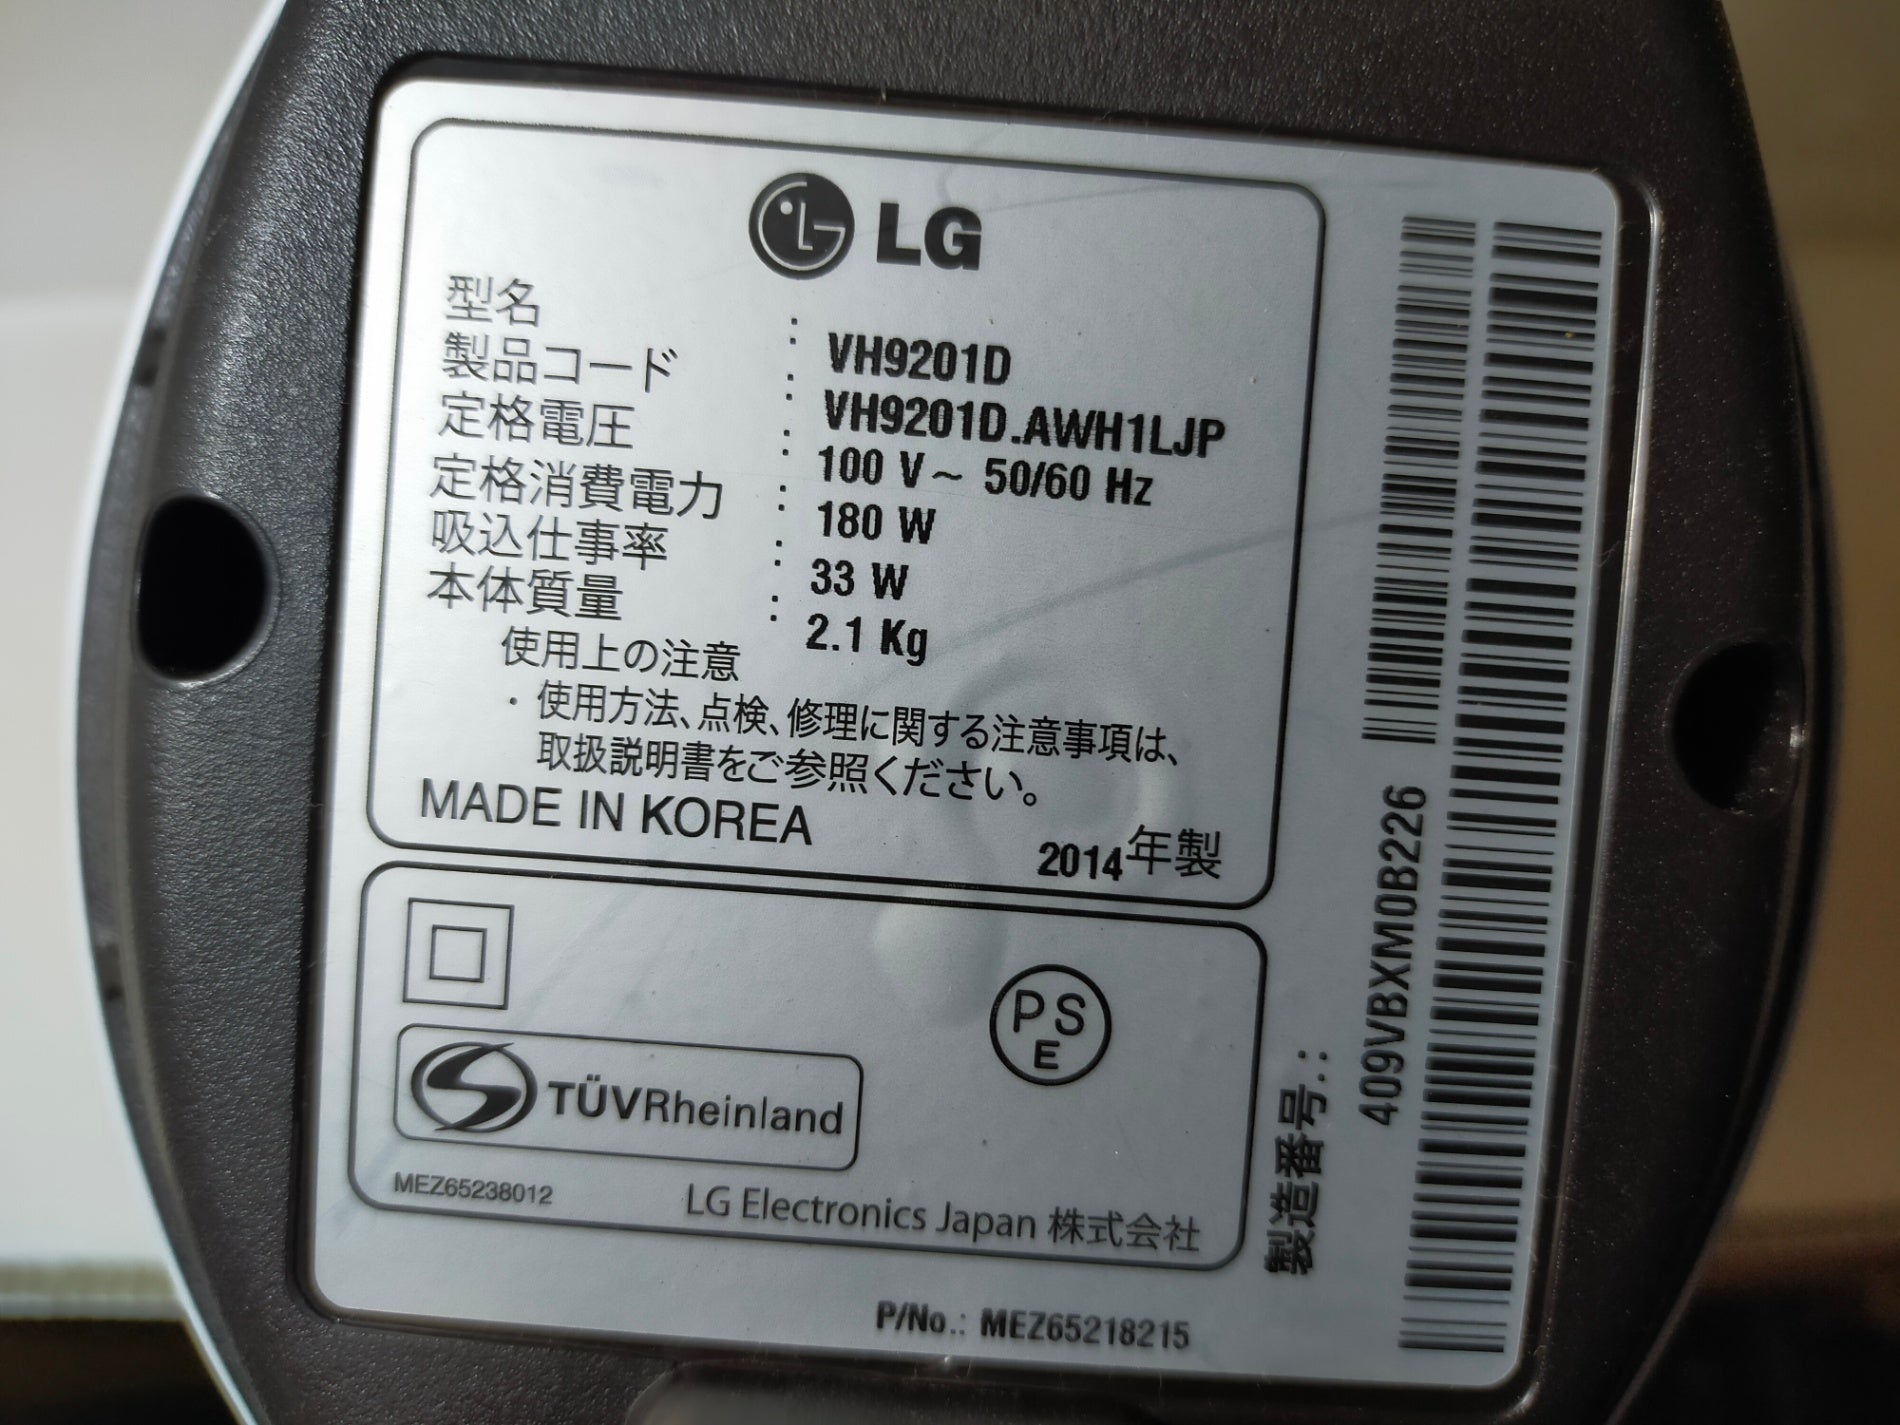 LG
型名 : VH9201D
製品コード : VH9201D.AWH1LJP
定格電圧 : 100 V~ 50/60 Hz
定格消費電力 : 180 W
吸込仕事率 : 33 W
本体質量 : 2.1 Kg
使用上の注意
・使用方法、点検、修理に関する注意事項は、
取扱説明書をご参照ください。
MADE IN KOREA
2014年製
PS
E
TÜVRheinland
MEZ65238012
LG Electronics Japan 株式会社
P/No.: MEZ65218215
製造番号.:
409VBXM0B226